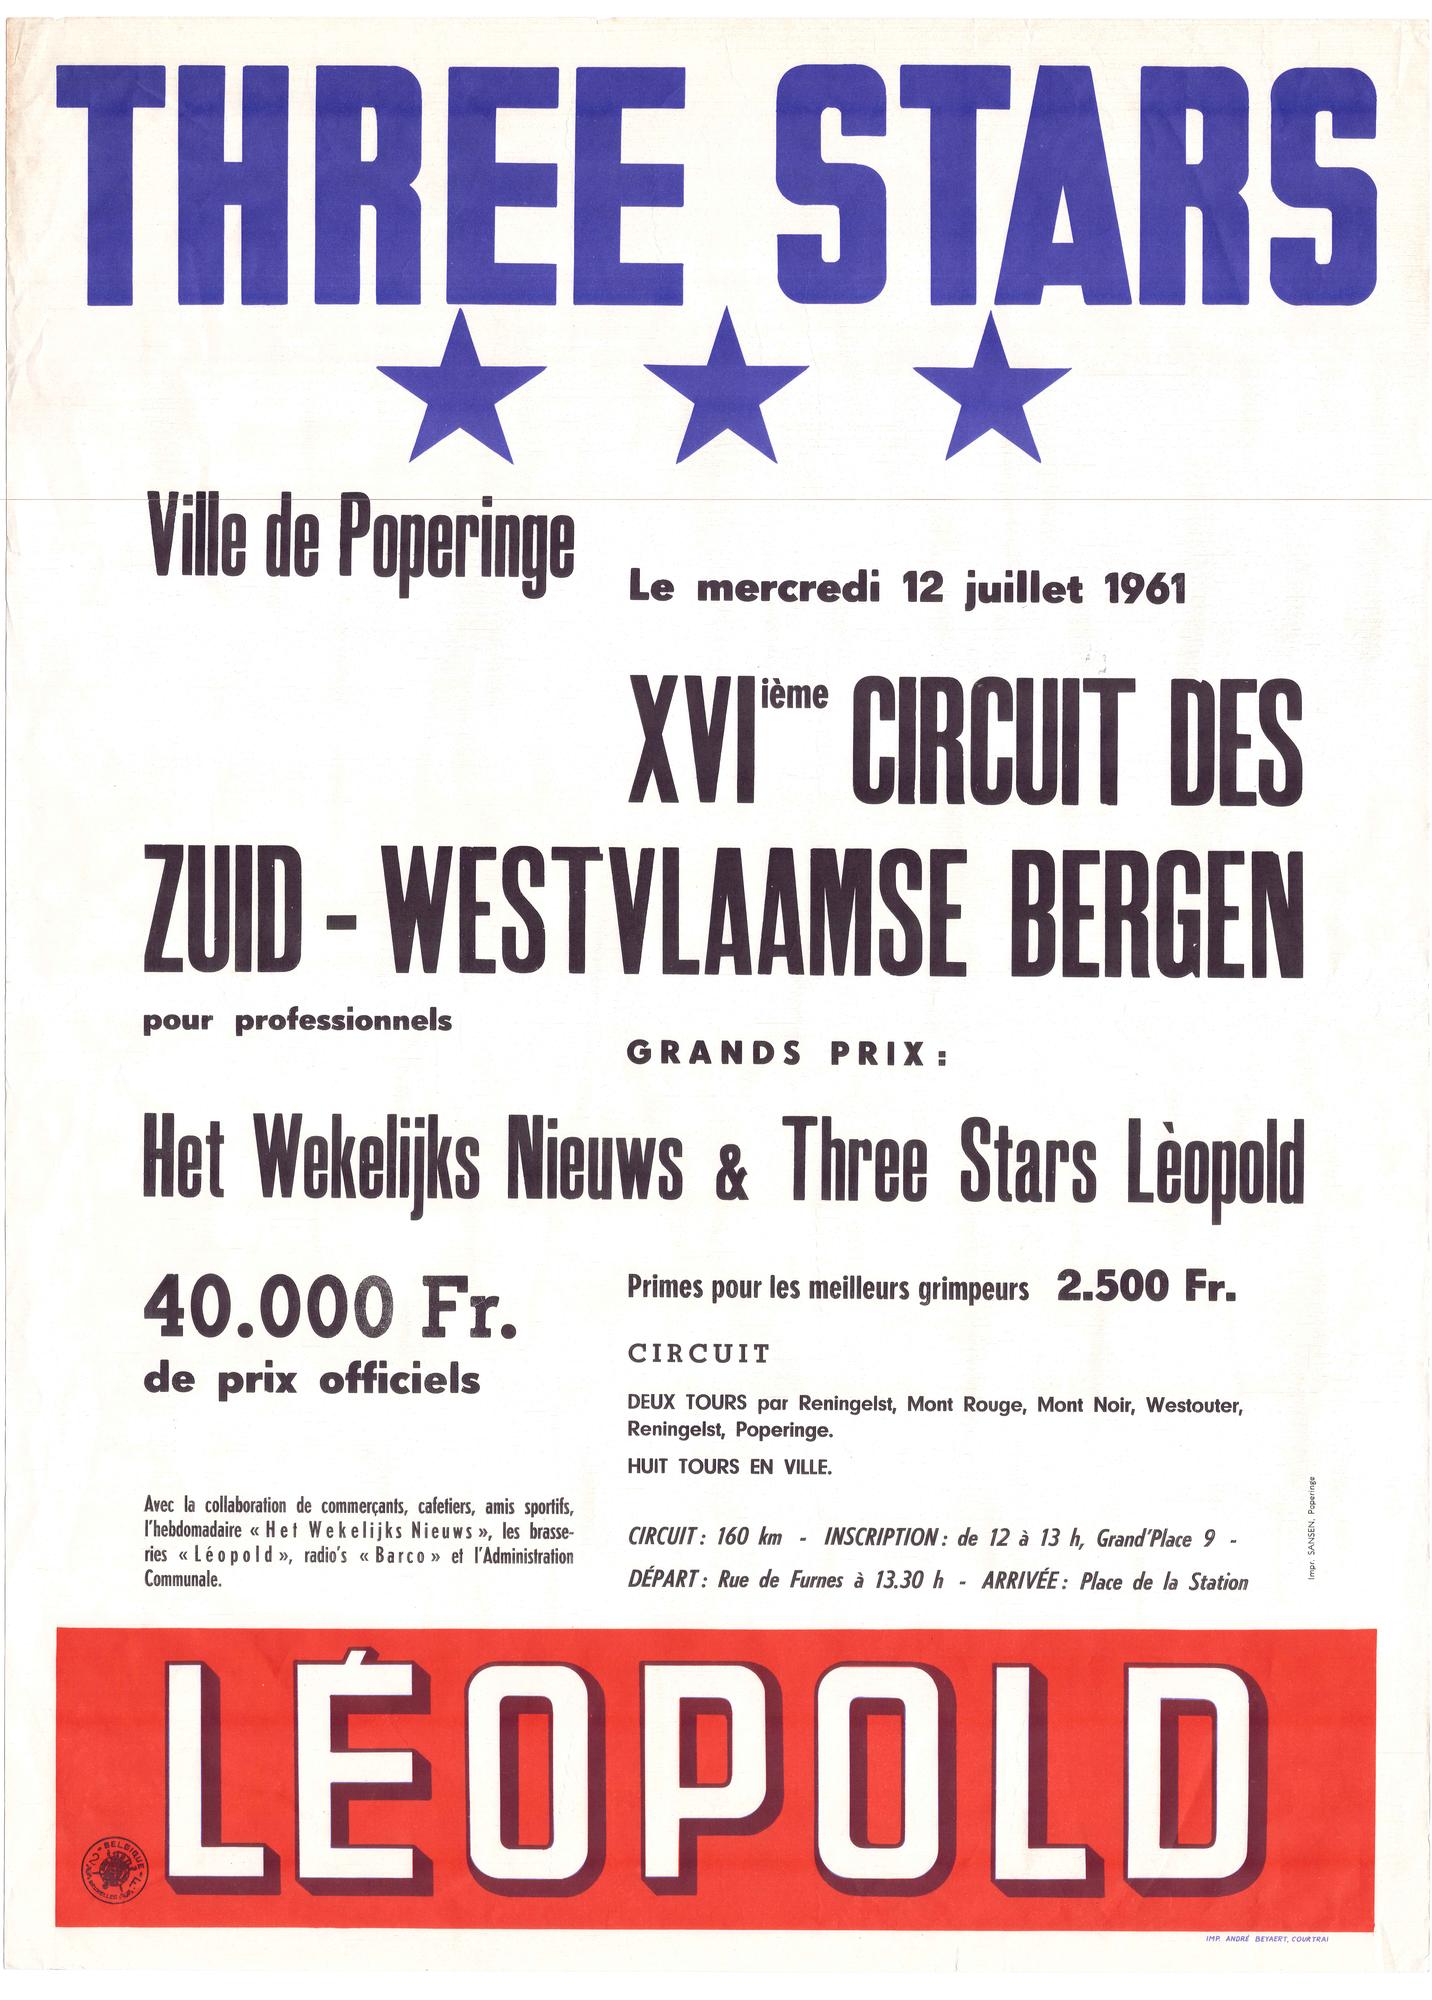 THREE STARS
Ville de Poperinge
Le mercredi 12 juillet 1961
XVIième CIRCUIT DES
ZUID - WESTVLAAMSE BERGEN
pour professionnels
GRANDS PRIX :
Het Wekelijks Nieuws & Three Stars Lèopold
40.000 Fr.
de prix officiels
Primes pour les meilleurs grimpeurs 2.500 Fr.
CIRCUIT
DEUX TOURS par Reningelst, Mont Rouge, Mont Noir, Westouter,
Reningelst, Poperinge.
HUIT TOURS EN VILLE.
Avec la collaboration de commerçants, cafetiers, amis sportifs,
l'hebdomadaire « Het Wekelijks Nieuws », les brasse-
ries « Léopold », radio's « Barco » et l'Administration
Communale.
CIRCUIT : 160 km - INSCRIPTION : de 12 à 13 h, Grand'Place 9 -
DÉPART : Rue de Furnes à 13.30 h - ARRIVÉE : Place de la Station
Impr. SANSEN, Poperinge
LÉOPOLD
BELGIQUE
IMP. ANDRÉ BEYAERT, COURTRAI